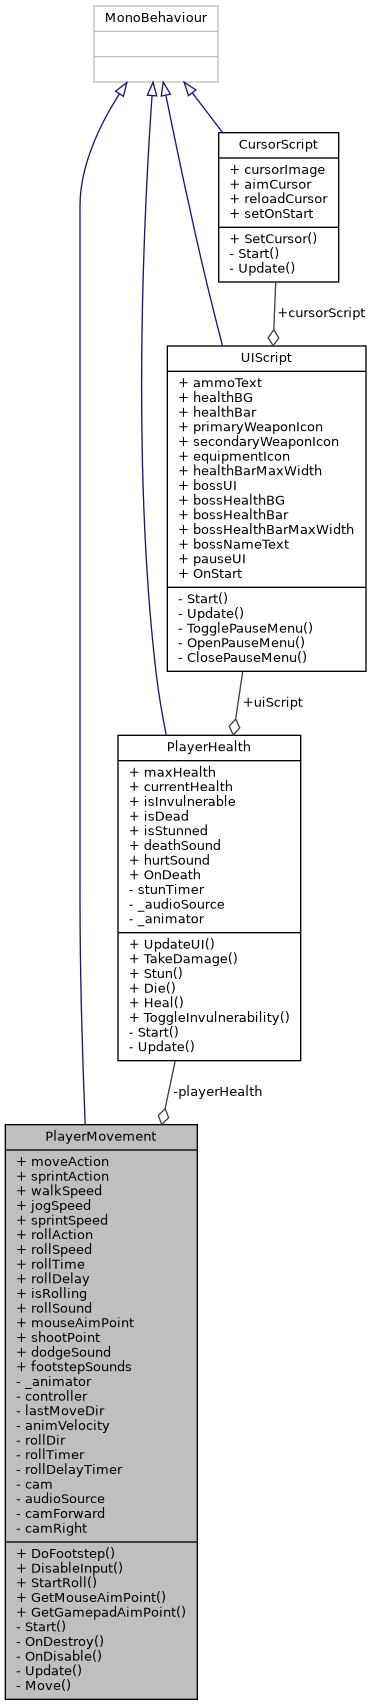 MonoBehaviour
CursorScript
+ cursorImage
+ aimCursor
+ reloadCursor
+ setOnStart
+ SetCursor()
- Start()
- Update()
+cursorScript
UIScript
+ ammoText
+ healthBG
+ healthBar
+ primaryWeaponIcon
+ secondaryWeaponIcon
+ equipmentIcon
+ healthBarMaxWidth
+ bossUI
+ bossHealthBG
+ bossHealthBar
+ bossHealthBarMaxWidth
+ bossNameText
+ pauseUI
+ OnStart
- Start()
- Update()
- TogglePauseMenu()
- OpenPauseMenu()
- ClosePauseMenu()
+uiScript
PlayerHealth
+ maxHealth
+ currentHealth
+ isInvulnerable
+ isDead
+ isStunned
+ deathSound
+ hurtSound
+ OnDeath
- stunTimer
- _audioSource
- _animator
+ UpdateUI()
+ TakeDamage()
+ Stun()
+ Die()
+ Heal()
+ ToggleInvulnerability()
- Start()
- Update()
-playerHealth
PlayerMovement
+ moveAction
+ sprintAction
+ walkSpeed
+ jogSpeed
+ sprintSpeed
+ rollAction
+ rollSpeed
+ rollTime
+ rollDelay
+ isRolling
+ rollSound
+ mouseAimPoint
+ shootPoint
+ dodgeSound
+ footstepSounds
- _animator
- controller
- lastMoveDir
- animVelocity
- rollDir
- rollTimer
- rollDelayTimer
- cam
- audioSource
- camForward
- camRight
+ DoFootstep()
+ DisableInput()
+ StartRoll()
+ GetMouseAimPoint()
+ GetGamepadAimPoint()
- Start()
- OnDestroy()
- OnDisable()
- Update()
- Move()